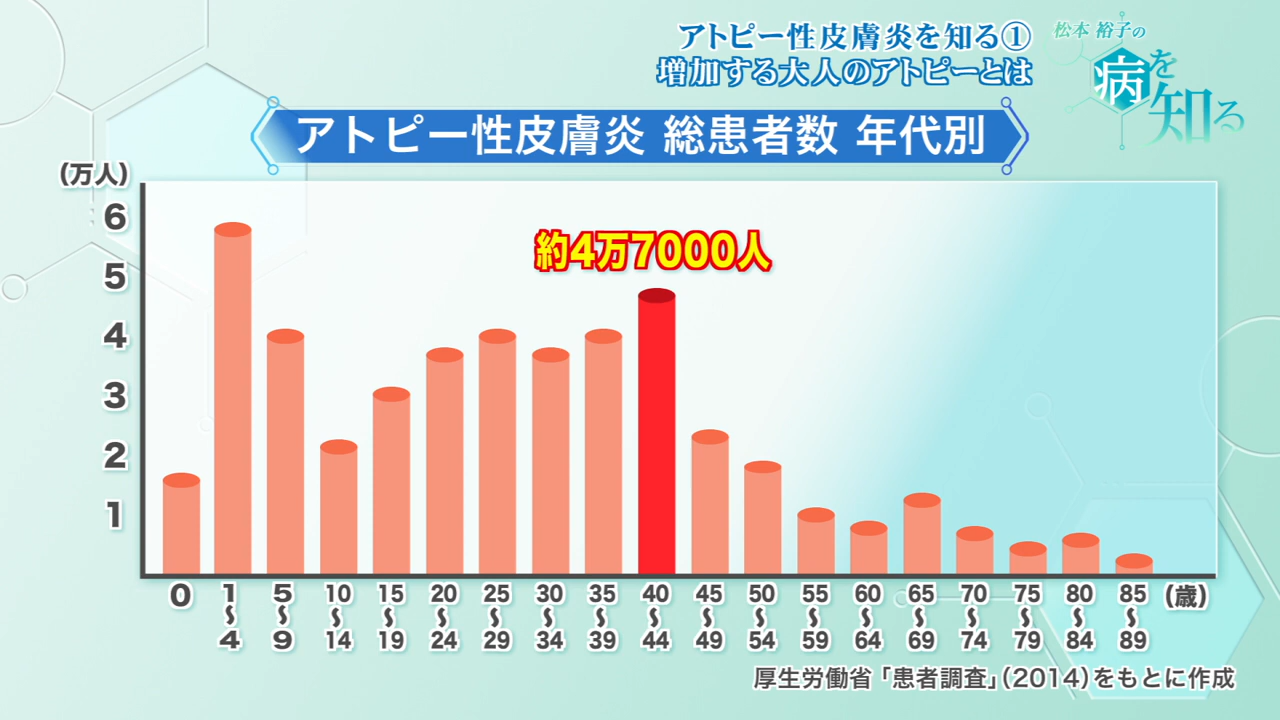 アトピー性皮膚炎を知る①
増加する大人のアトピーとは
松本 裕子の
病を知る
アトピー性皮膚炎 総患者数 年代別
(万人)
6
5
4
3
2
1
約4万7000人
0
1〜4
5〜9
10〜14
15〜19
20〜24
25〜29
30〜34
35〜39
40〜44
45〜49
50〜54
55〜59
60〜64
65〜69
70〜74
75〜79
80〜84
85〜89
(歳)
厚生労働省「患者調査」(2014)をもとに作成